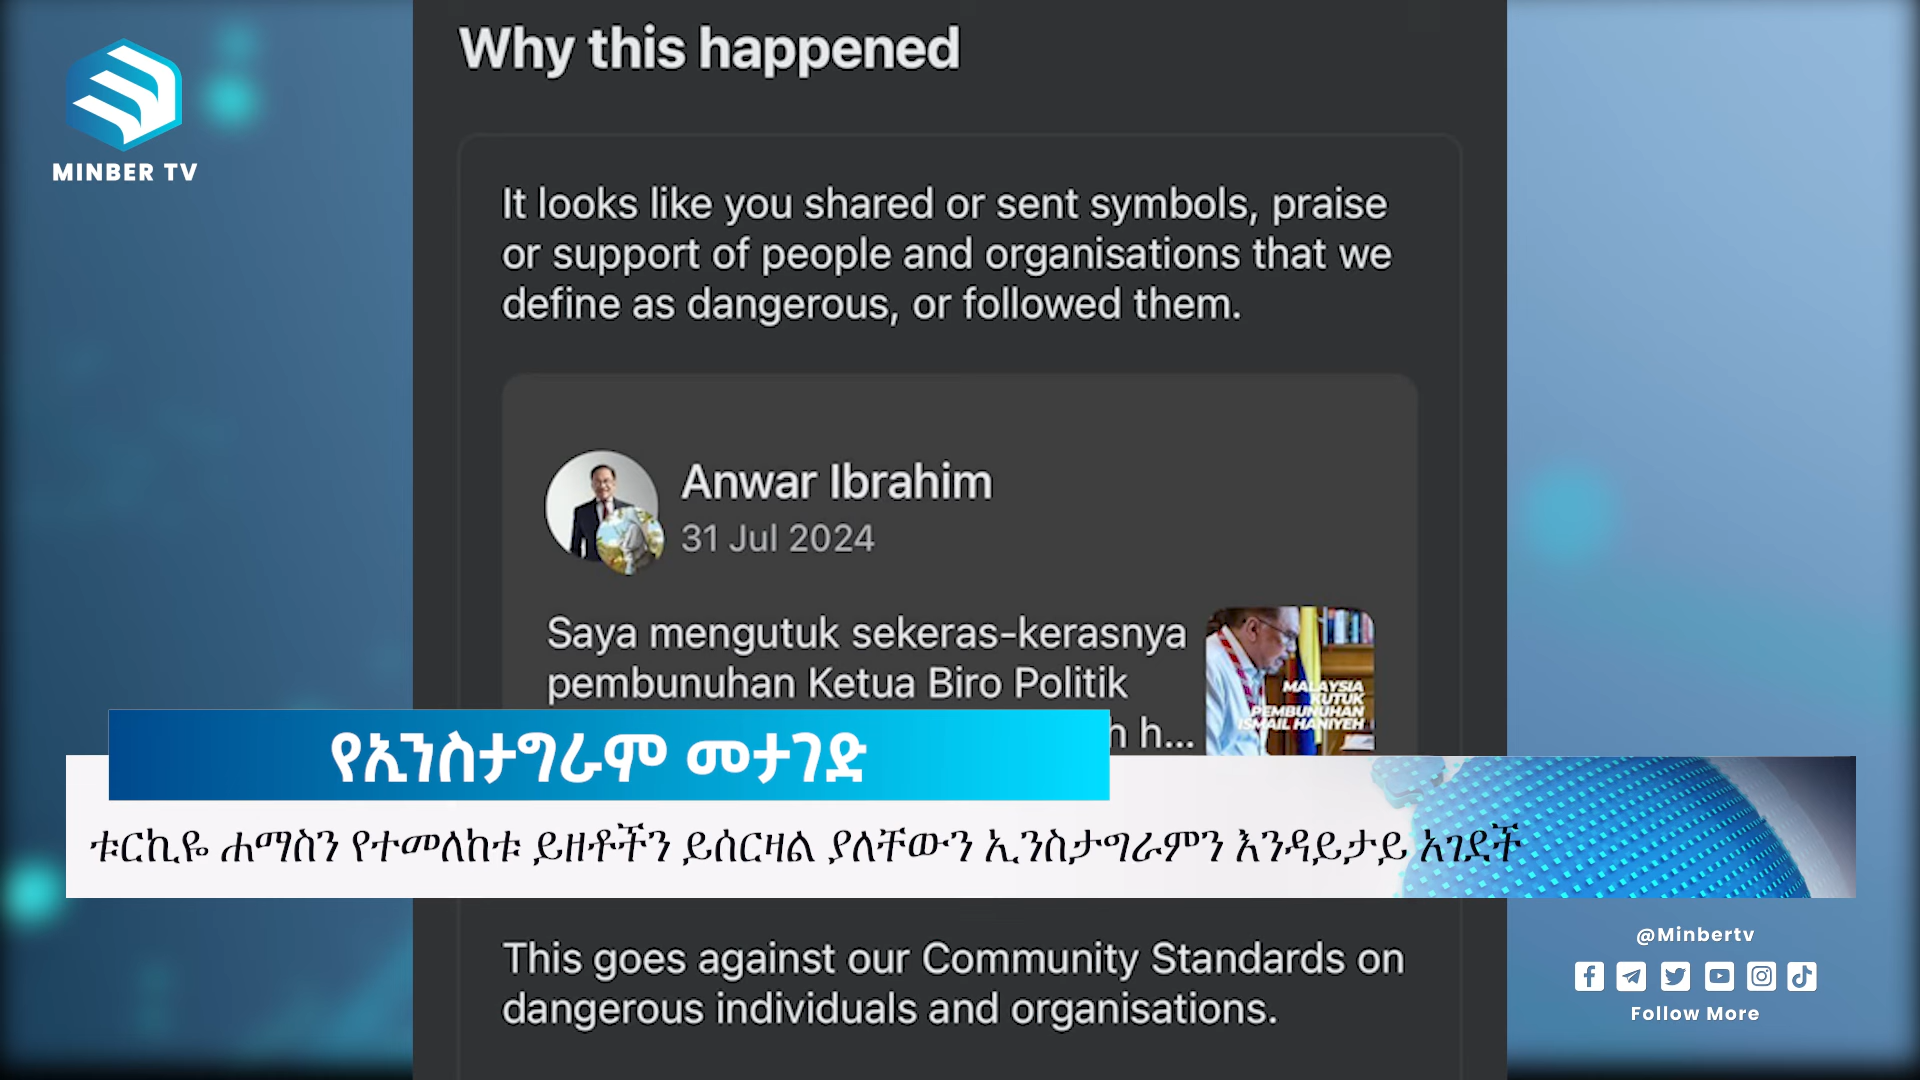 MINBER TV
Why this happened
It looks like you shared or sent symbols, praise
or support of people and organisations that we
define as dangerous, or followed them.
Anwar Ibrahim
31 Jul 2024
Saya mengutuk sekeras-kerasnya
pembunuhan Ketua Biro Politik
h...
MALAYSIA
KUTUK
PEMBUNUHAN
ISMAIL HANIYEH
የኢንስታግራም መታገድ
ቱርኪዬ ሐማስን የተመለከቱ ይዘቶችን ይሰርዛል ያለቸውን ኢንስታግራምን እንዳይታይ አገደች
This goes against our Community Standards on
dangerous individuals and organisations.
@Minbertv
Follow More